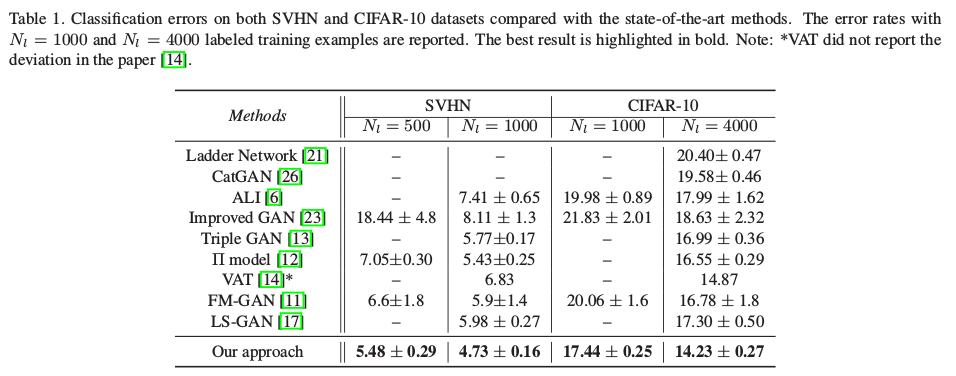 Table 1. Classification errors on both SVHN and CIFAR-10 datasets compared with the state-of-the-art methods. The error rates with
Nl = 1000 and Nl = 4000 labeled training examples are reported. The best result is highlighted in bold. Note: *VAT did not report the
deviation in the paper [14].
Methods SVHN CIFAR-10
Nl = 500 Nl = 1000 Nl = 1000 Nl = 4000
Ladder Network [21] – – – 20.40± 0.47
CatGAN [26] – – – 19.58± 0.46
ALI [6] – 7.41 ± 0.65 19.98 ± 0.89 17.99 ± 1.62
Improved GAN [23] 18.44 ± 4.8 8.11 ± 1.3 21.83 ± 2.01 18.63 ± 2.32
Triple GAN [13] – 5.77±0.17 – 16.99 ± 0.36
Π model [12] 7.05±0.30 5.43±0.25 – 16.55 ± 0.29
VAT [14]* – 6.83 – 14.87
FM-GAN [11] 6.6±1.8 5.9±1.4 20.06 ± 1.6 16.78 ± 1.8
LS-GAN [17] – 5.98 ± 0.27 – 17.30 ± 0.50
Our approach 5.48 ± 0.29 4.73 ± 0.16 17.44 ± 0.25 14.23 ± 0.27